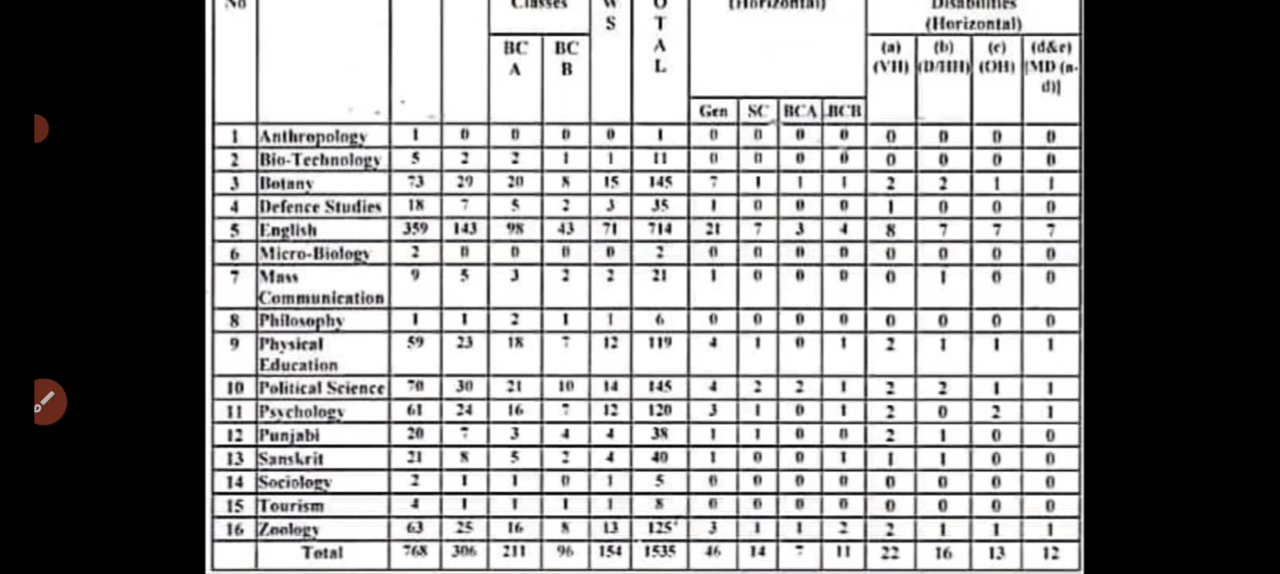 No Classes W O (Horizontal) Disabilities
S T (Horizontal)
BC BC A (a) (b) (c) (d&e)
A B L (VH) (D/HH) (OH) [MD (a-
d)]
Gen SC BCA BCB
1 Anthropology 1 0 0 0 0 1 0 0 0 0 0 0 0 0
2 Bio-Technology 5 2 2 1 1 11 0 0 0 0 0 0 0 0
3 Botany 73 29 20 8 15 145 7 1 1 1 2 2 1 1
4 Defence Studies 18 7 5 2 3 35 1 0 0 0 1 0 0 0
5 English 359 143 98 43 71 714 21 7 3 4 8 7 7 7
6 Micro-Biology 2 0 0 0 0 2 0 0 0 0 0 0 0 0
7 Mass 9 5 3 2 2 21 1 0 0 0 0 1 0 0
Communication
8 Philosophy 1 1 2 1 1 6 0 0 0 0 0 0 0 0
9 Physical 59 23 18 7 12 119 4 1 0 1 2 1 1 1
Education
10 Political Science 70 30 21 10 14 145 4 2 2 1 2 2 1 1
11 Psychology 61 24 16 7 12 120 3 1 0 1 2 0 2 1
12 Punjabi 20 7 3 4 4 38 1 1 0 0 2 1 0 0
13 Sanskrit 21 8 5 2 4 40 1 0 0 1 1 1 0 0
14 Sociology 2 1 1 0 1 5 0 0 0 0 0 0 0 0
15 Tourism 4 1 1 1 1 8 0 0 0 0 0 0 0 0
16 Zoology 63 25 16 8 13 125 3 1 1 2 2 1 1 1
Total 768 306 211 96 154 1535 46 14 7 11 22 16 13 12